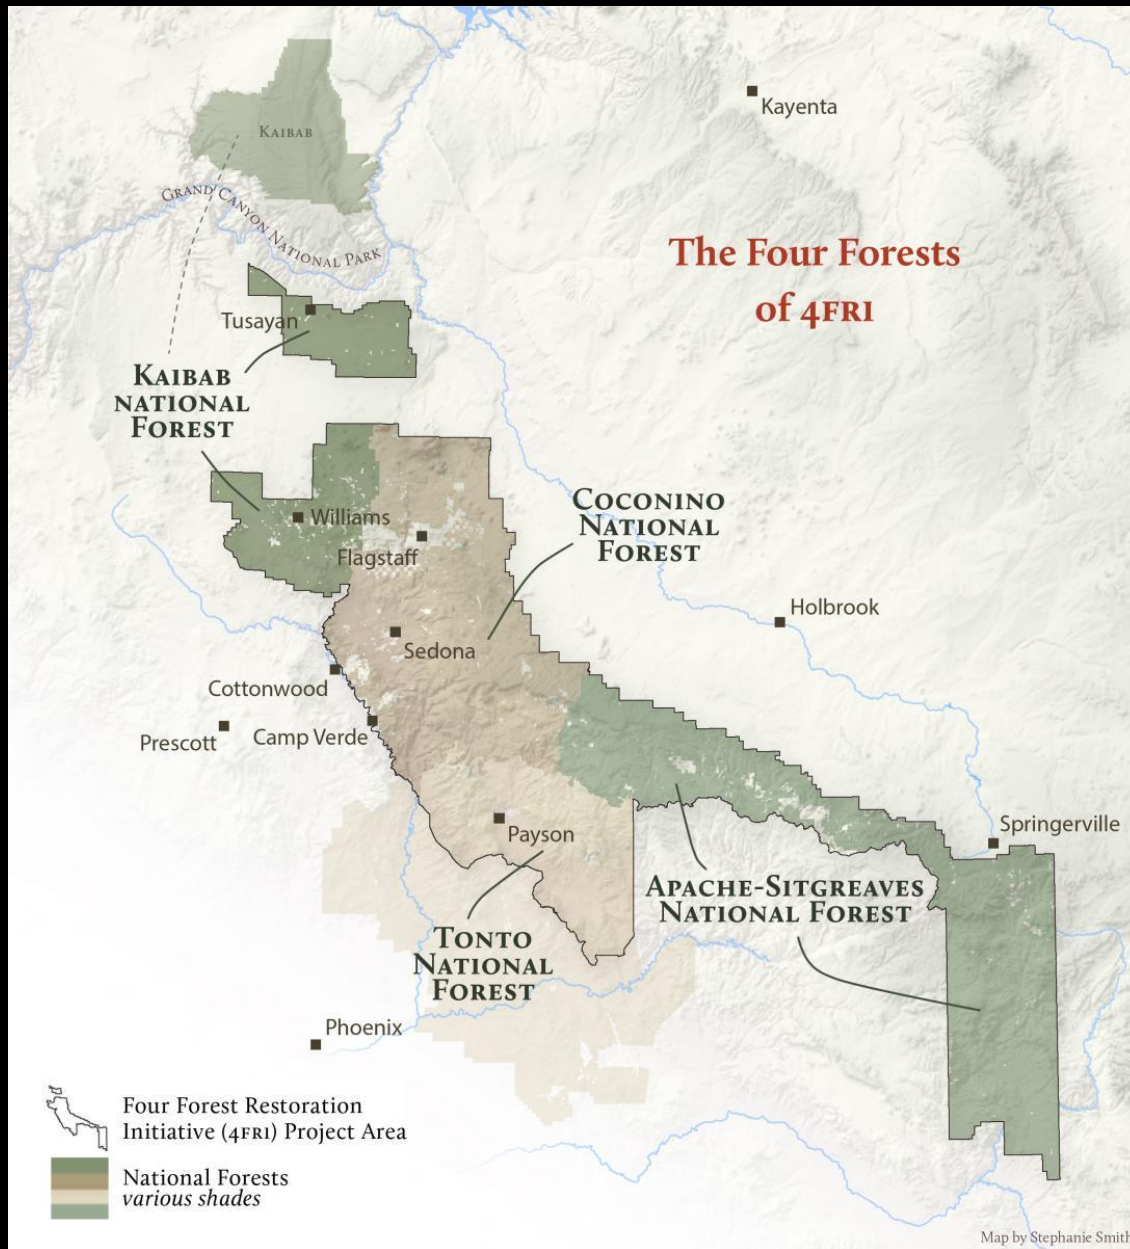 Kayenta
KAIBAB
GRAND CANYON NATIONAL PARK
The Four Forests
of 4FRI
Tusayan
KAIBAB
NATIONAL
FOREST
COCONINO
NATIONAL
FOREST
Williams
Flagstaff
Holbrook
Sedona
Cottonwood
Prescott
Camp Verde
Payson
Springerville
APACHE-SITGREAVES
NATIONAL FOREST
TONTO
NATIONAL
FOREST
Phoenix
Four Forest Restoration
Initiative (4FRI) Project Area
National Forests
various shades
Map by Stephanie Smith